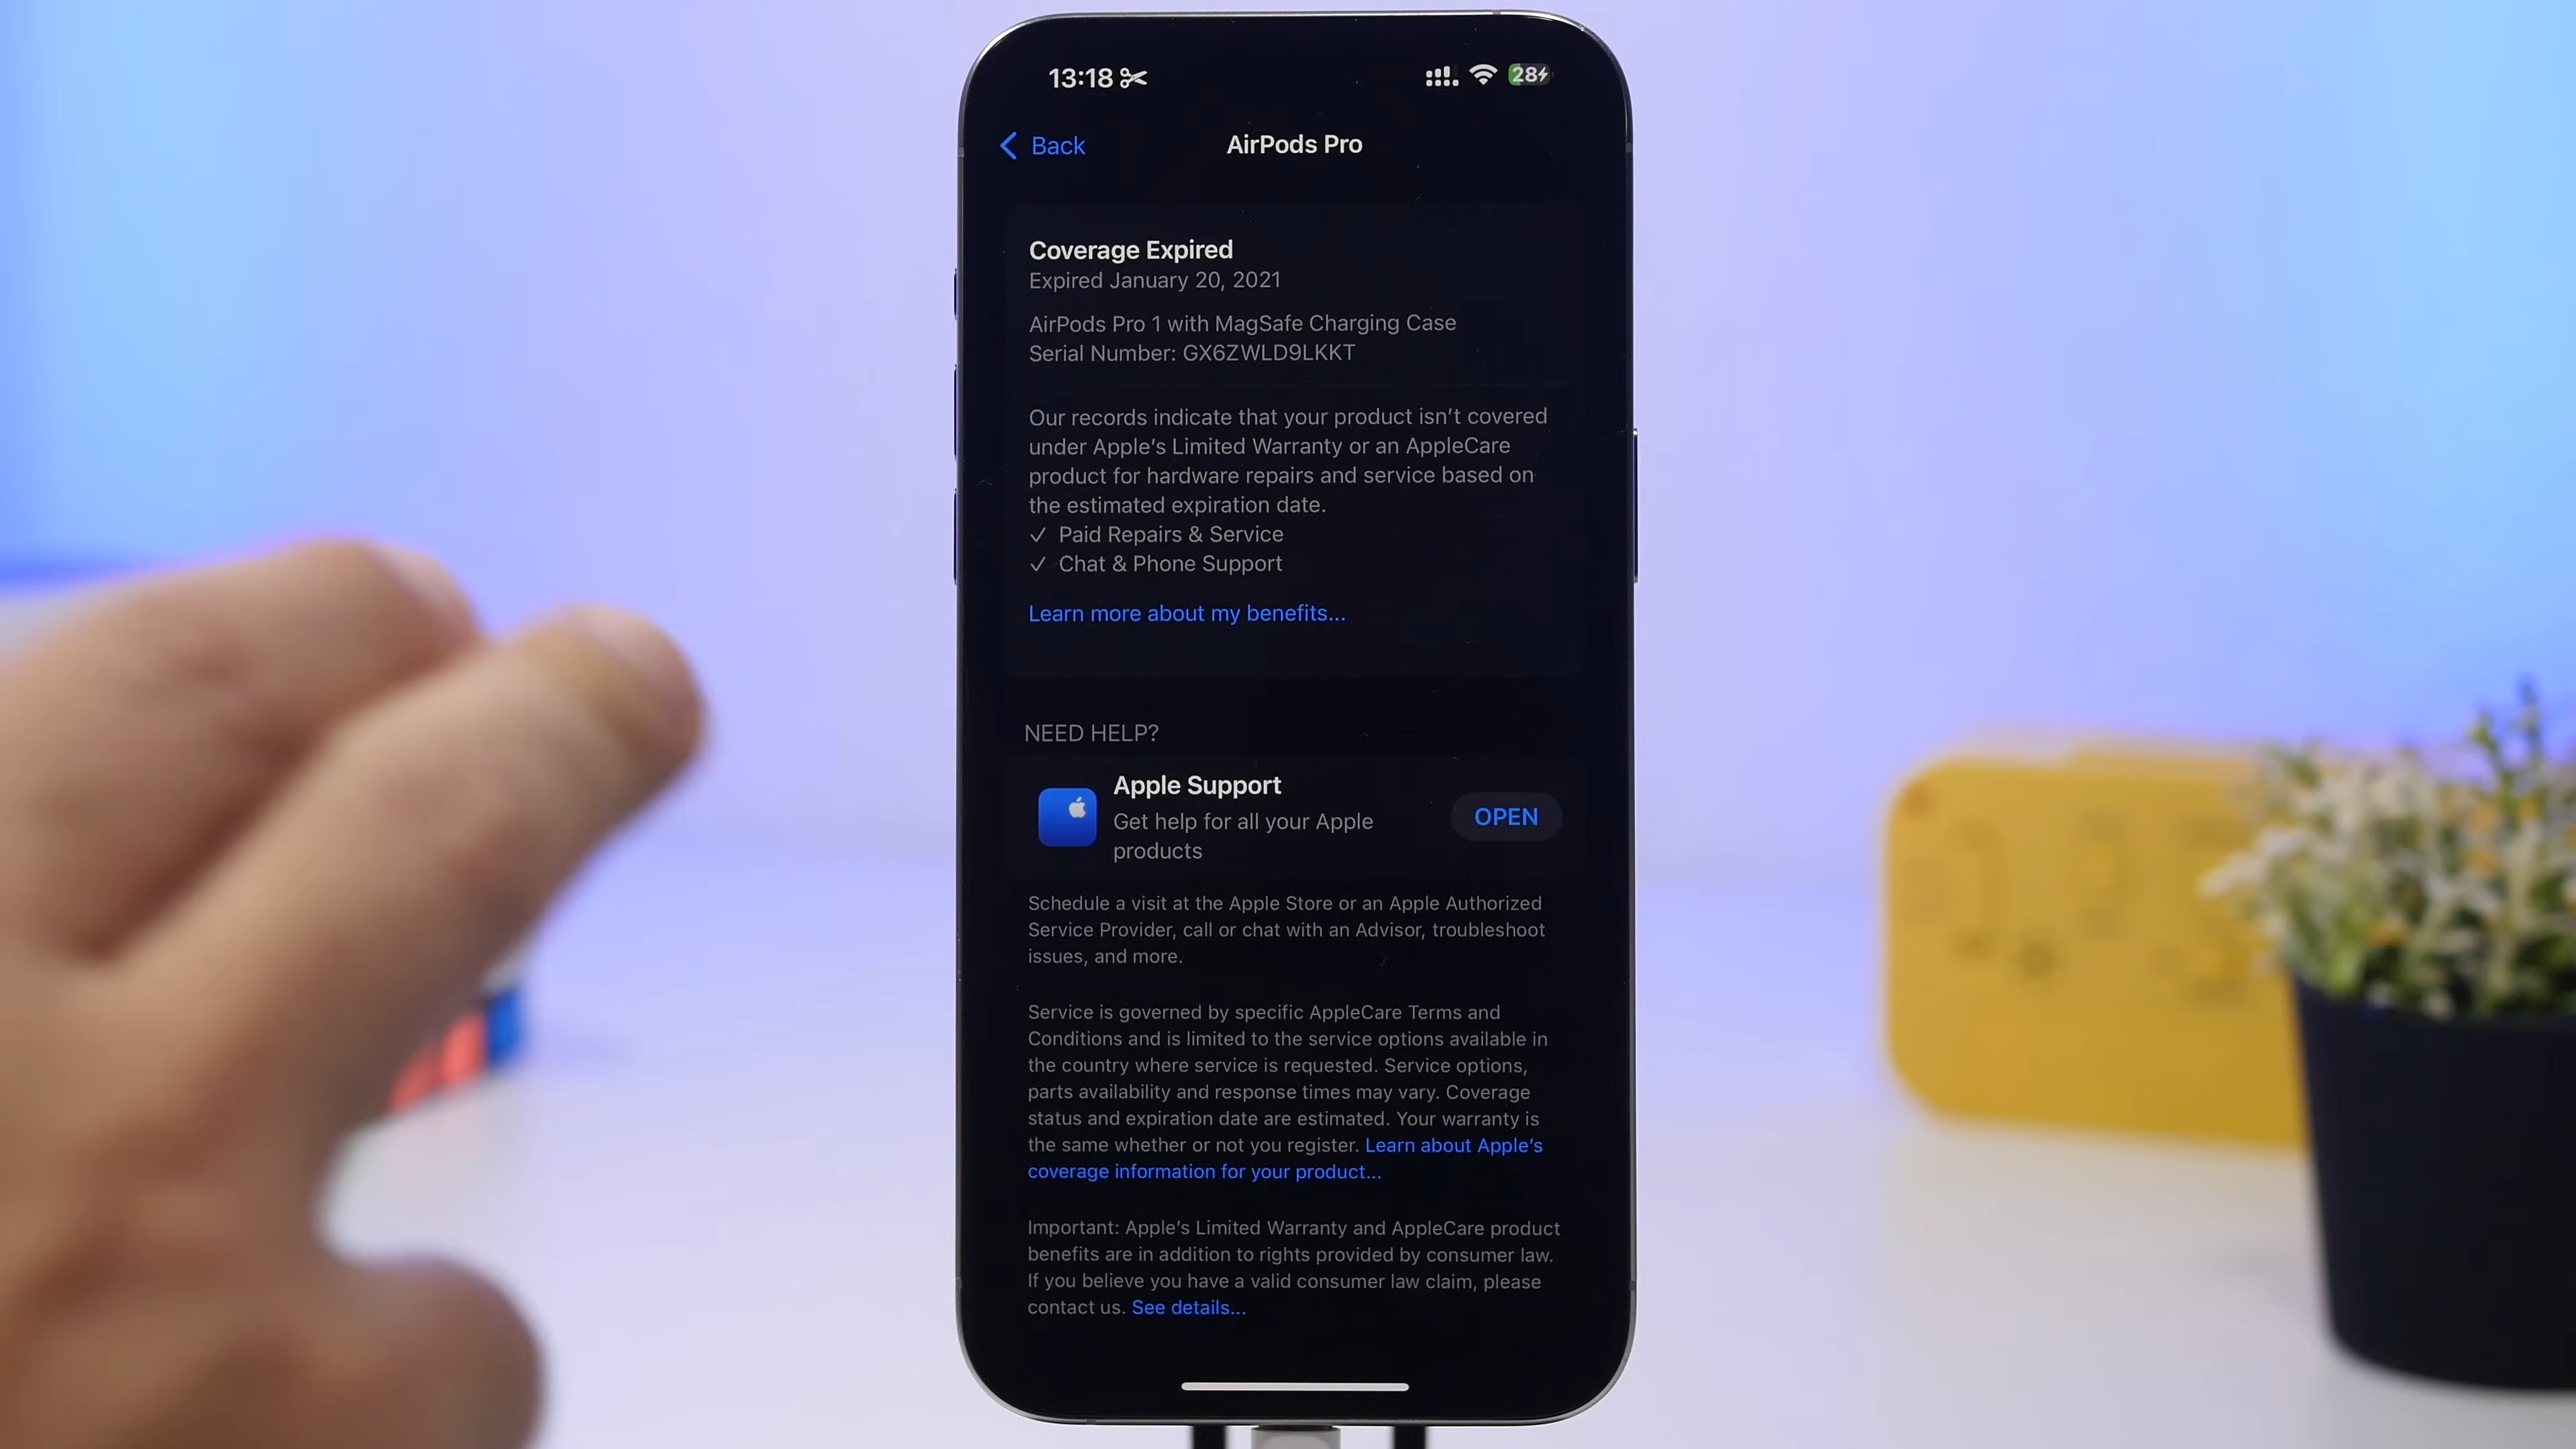 13:18
28
Back
AirPods Pro
Coverage Expired
Expired January 20, 2021
AirPods Pro 1 with MagSafe Charging Case
Serial Number: GX6ZWLD9LKKT
Our records indicate that your product isn’t covered
under Apple’s Limited Warranty or an AppleCare
product for hardware repairs and service based on
the estimated expiration date.
✓ Paid Repairs & Service
✓ Chat & Phone Support
Learn more about my benefits...
NEED HELP?
Apple Support
Get help for all your Apple
products
OPEN
Schedule a visit at the Apple Store or an Apple Authorized
Service Provider, call or chat with an Advisor, troubleshoot
issues, and more.
Service is governed by specific AppleCare Terms and
Conditions and is limited to the service options available in
the country where service is requested. Service options,
parts availability and response times may vary. Coverage
status and expiration date are estimated. Your warranty is
the same whether or not you register. Learn about Apple’s
coverage information for your product...
Important: Apple’s Limited Warranty and AppleCare product
benefits are in addition to rights provided by consumer law.
If you believe you have a valid consumer law claim, please
contact us. See details...